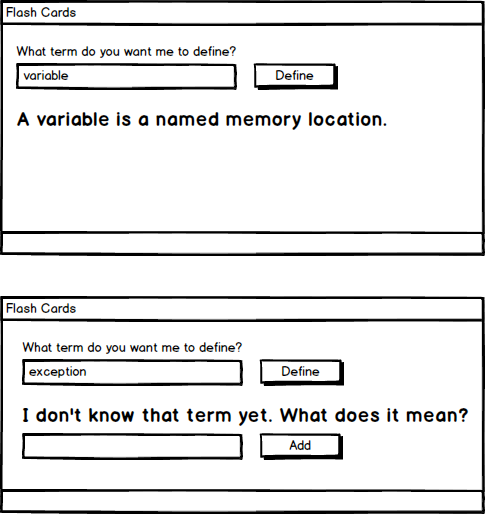 Flash Cards
What term do you want me to define?
variable Define
A variable is a named memory location.
Flash Cards
What term do you want me to define?
exception Define
I don't know that term yet. What does it mean?
Add